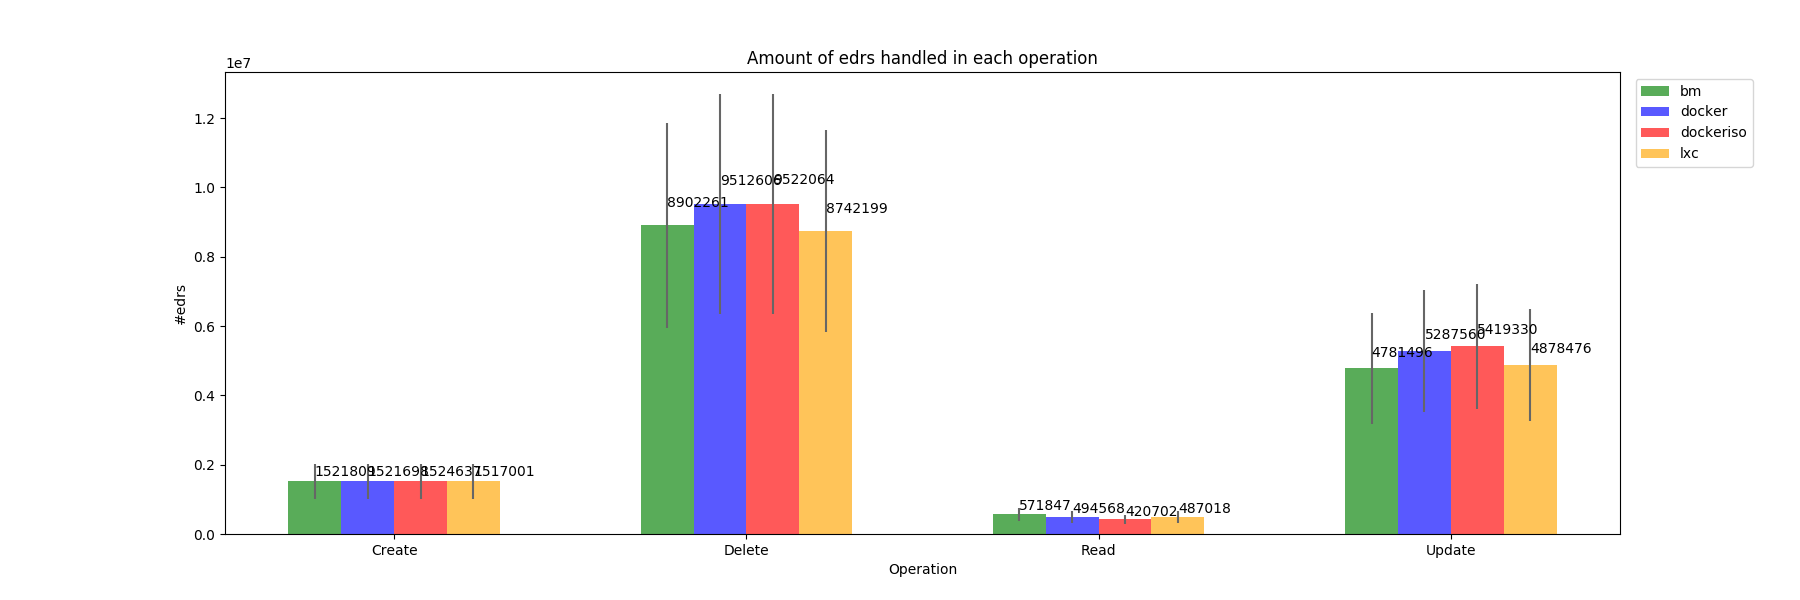 Amount of edrs handled in each operation
1e7
bm
docker
dockeriso
lxc
1.2
1.0
0.8
0.6
0.4
0.2
0.0
#edrs
1521809
1521698
1524637
1517001
8902261
9512606
9522064
8742199
571847
494568
420702
487018
4781496
5287560
5419330
4878476
Create
Delete
Read
Update
Operation